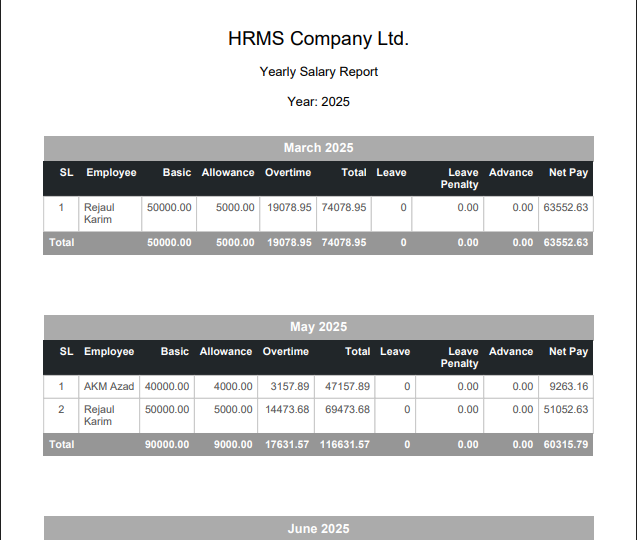 HRMS Company Ltd.
Yearly Salary Report
Year: 2025
March 2025
SL Employee Basic Allowance Overtime Total Leave Leave Penalty Advance Net Pay
1 Rejaul Karim 50000.00 5000.00 19078.95 74078.95 0 0.00 0.00 63552.63
Total 50000.00 5000.00 19078.95 74078.95 0 0.00 0.00 63552.63
May 2025
SL Employee Basic Allowance Overtime Total Leave Leave Penalty Advance Net Pay
1 AKM Azad 40000.00 4000.00 3157.89 47157.89 0 0.00 0.00 9263.16
2 Rejaul Karim 50000.00 5000.00 14473.68 69473.68 0 0.00 0.00 51052.63
Total 90000.00 9000.00 17631.57 116631.57 0 0.00 0.00 60315.79
June 2025